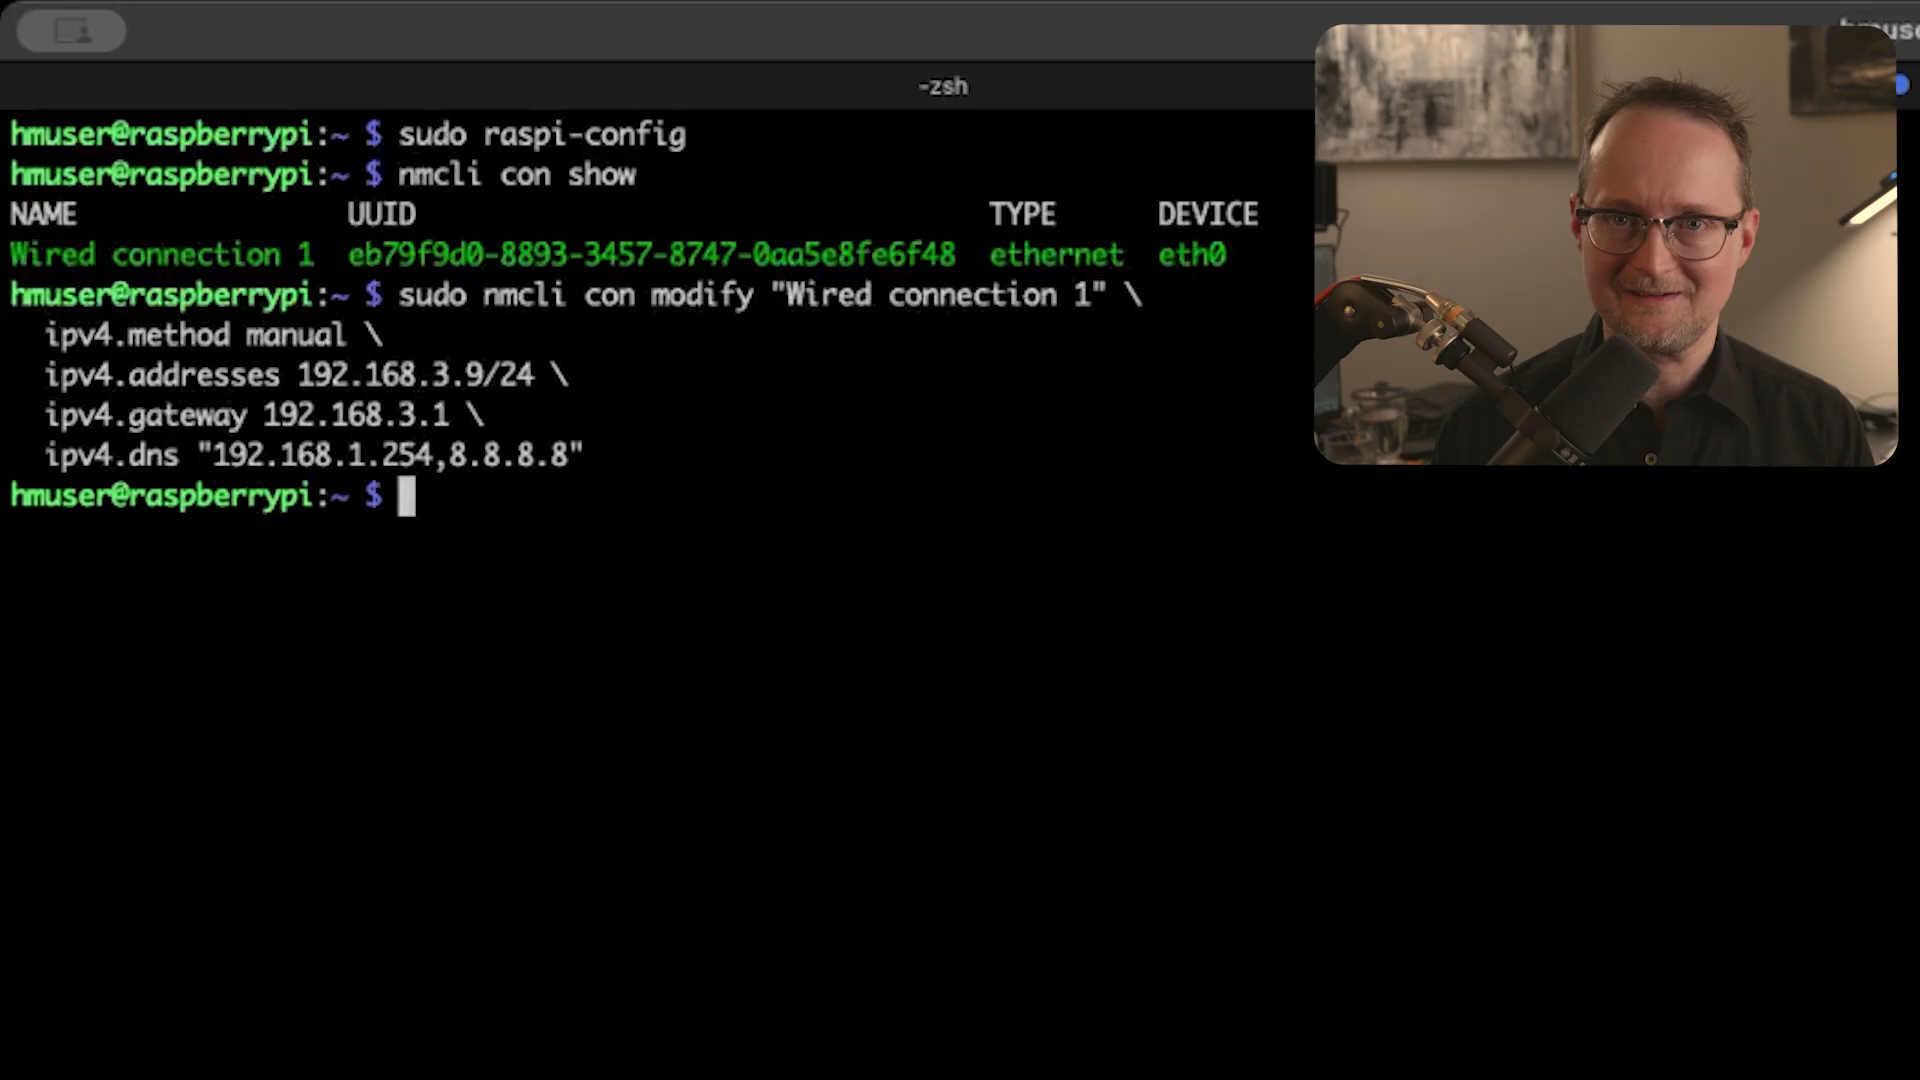 -zsh
hmuser@raspberrypi:~ $ sudo raspi-config
hmuser@raspberrypi:~ $ nmcli con show
NAME UUID TYPE DEVICE
Wired connection 1 eb79f9d0-8893-3457-8747-0aa5e8fe6f48 ethernet eth0
hmuser@raspberrypi:~ $ sudo nmcli con modify "Wired connection 1" \
ipv4.method manual \
ipv4.addresses 192.168.3.9/24 \
ipv4.gateway 192.168.3.1 \
ipv4.dns "192.168.1.254,8.8.8.8"
hmuser@raspberrypi:~ $